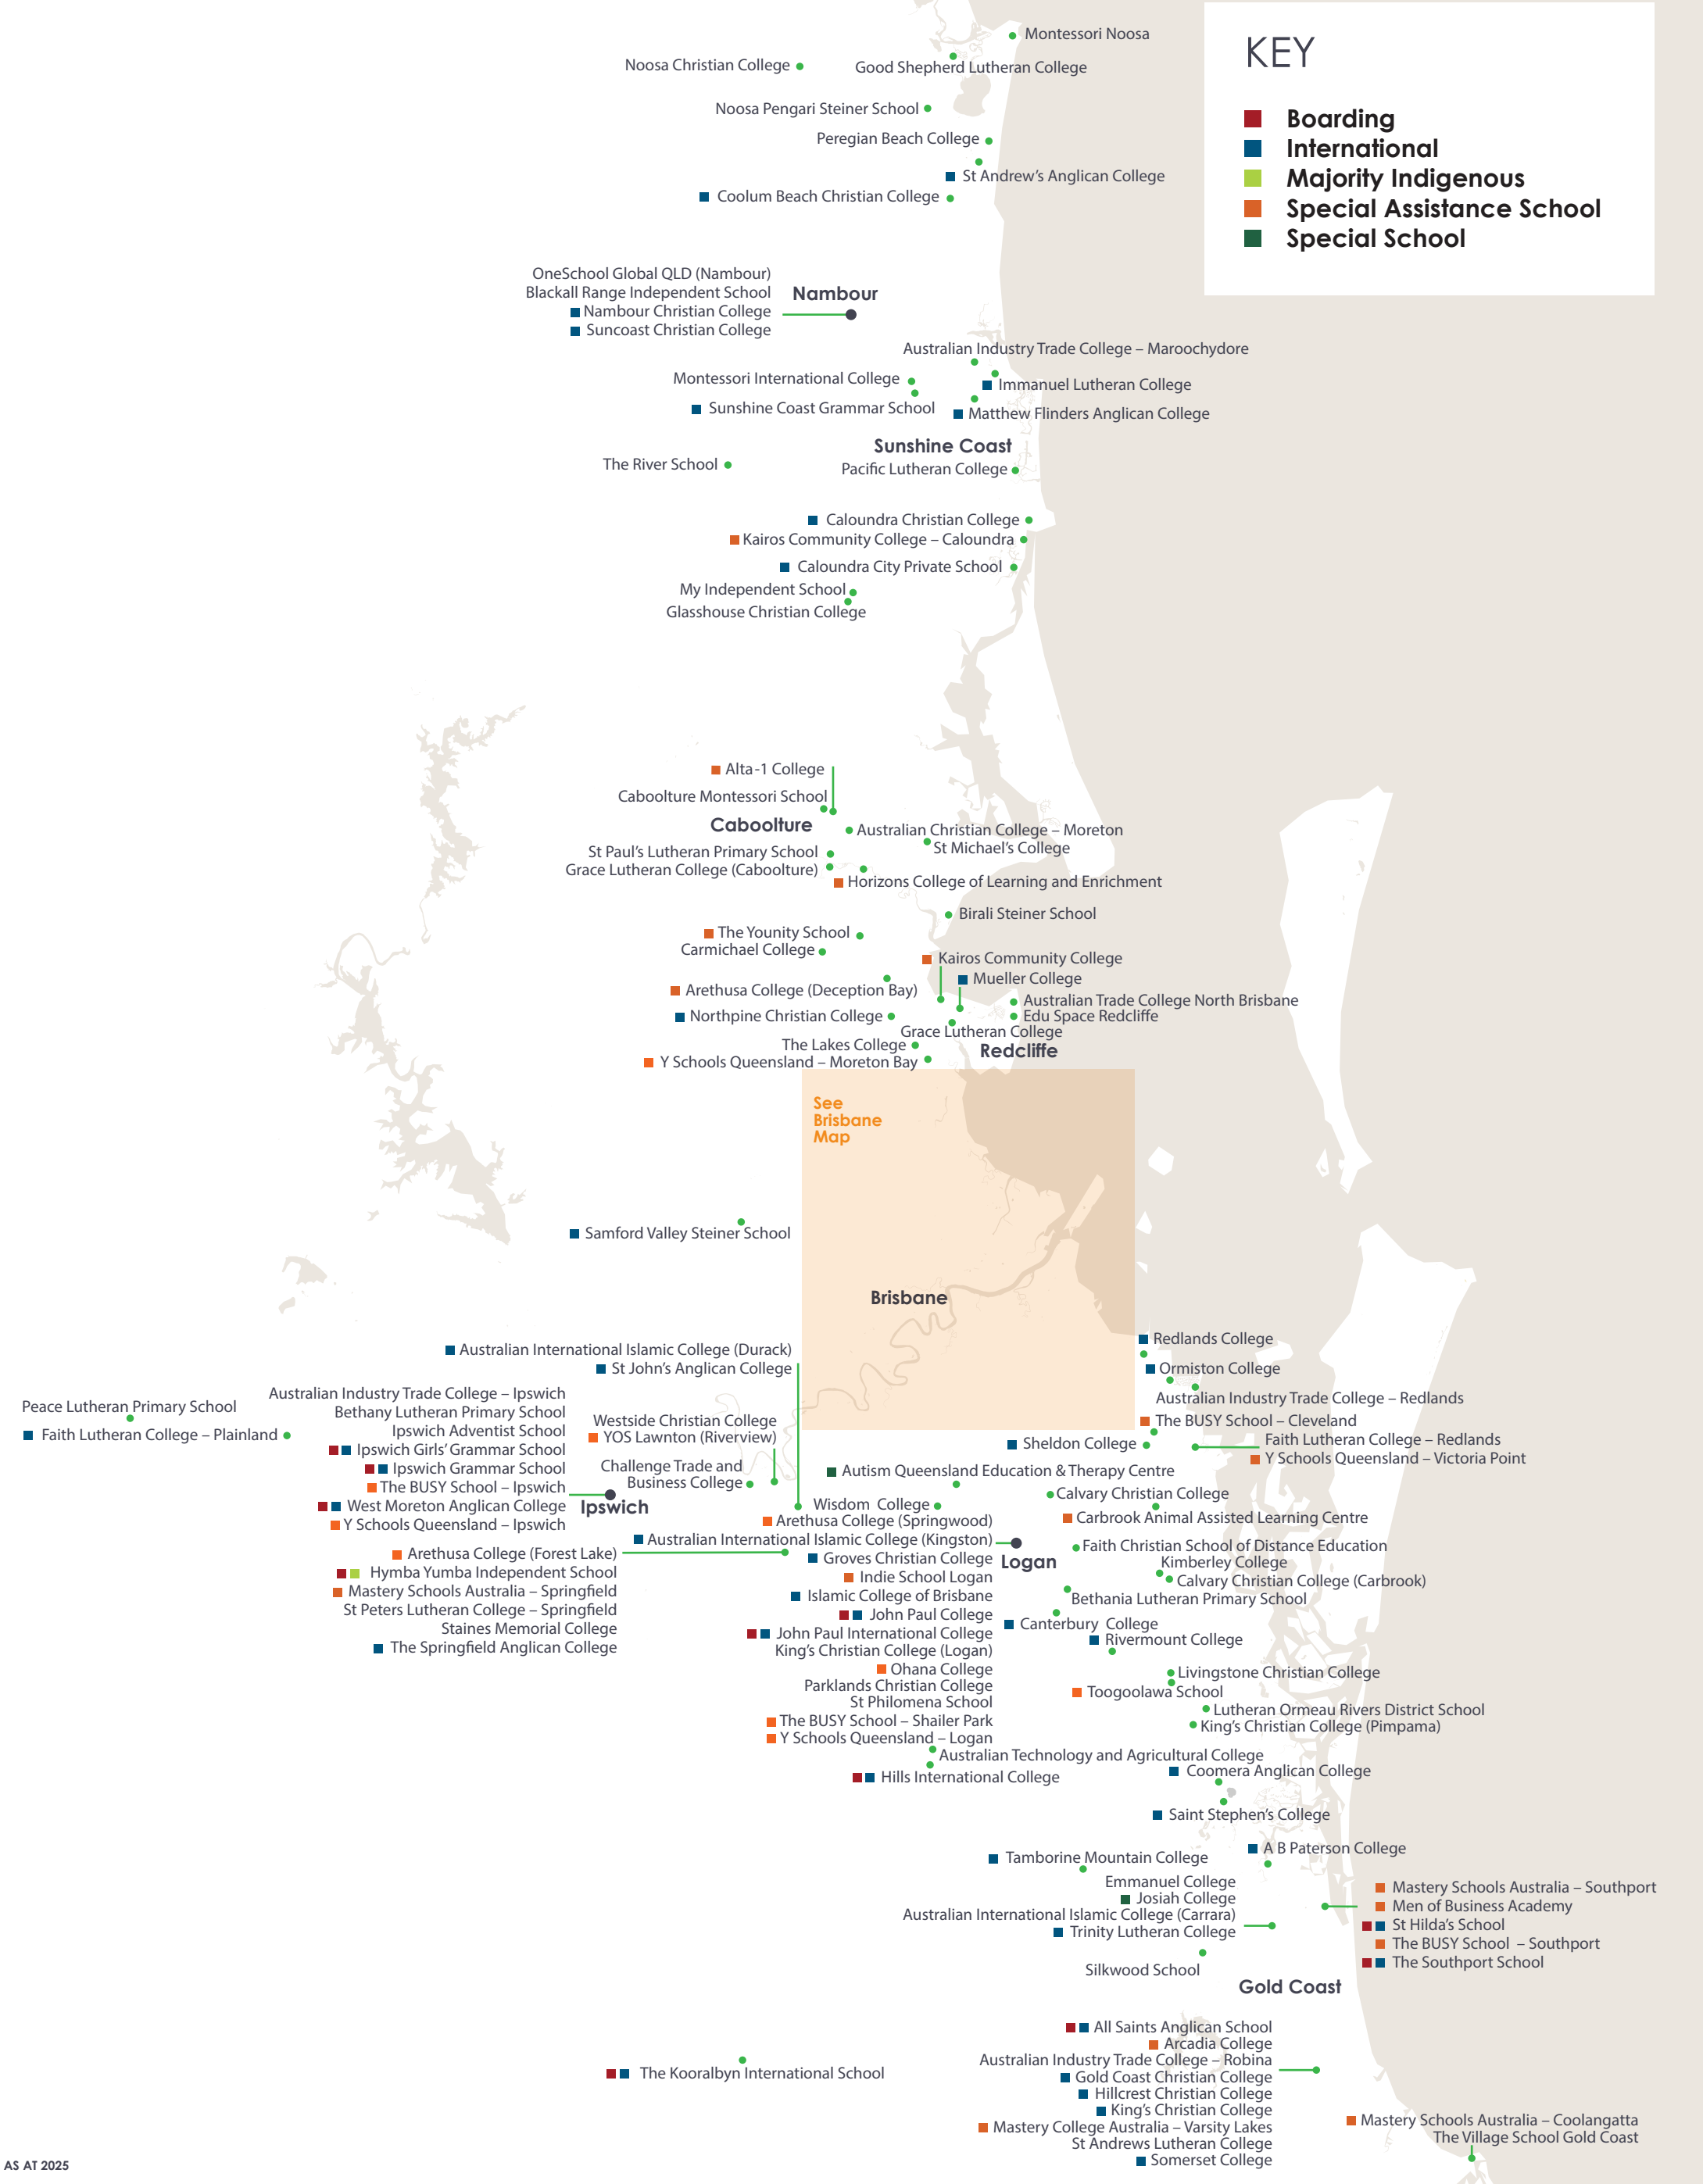 KEY
Boarding
International
Majority Indigenous
Special Assistance School
Special School
Montessori Noosa
Noosa Christian College
Good Shepherd Lutheran College
Noosa Pengari Steiner School
Peregian Beach College
St Andrew's Anglican College
Coolum Beach Christian College
OneSchool Global QLD (Nambour)
Blackall Range Independent School
Nambour
Nambour Christian College
Suncoast Christian College
Australian Industry Trade College – Maroochydore
Montessori International College
Immanuel Lutheran College
Sunshine Coast Grammar School
Matthew Flinders Anglican College
Sunshine Coast
The River School
Pacific Lutheran College
Caloundra Christian College
Kairos Community College – Caloundra
Caloundra City Private School
My Independent School
Glasshouse Christian College
Alta-1 College
Caboolture Montessori School
Caboolture
Australian Christian College – Moreton
St Michael's College
St Paul's Lutheran Primary School
Grace Lutheran College (Caboolture)
Horizons College of Learning and Enrichment
Birali Steiner School
The Younity School
Carmichael College
Kairos Community College
Mueller College
Arethusa College (Deception Bay)
Australian Trade College North Brisbane
Northpine Christian College
Edu Space Redcliffe
Grace Lutheran College
The Lakes College
Redcliffe
Y Schools Queensland – Moreton Bay
See
Brisbane
Map
Samford Valley Steiner School
Brisbane
Redlands College
Australian International Islamic College (Durack)
St John's Anglican College
Ormiston College
Australian Industry Trade College – Redlands
The BUSY School – Cleveland
Sheldon College
Faith Lutheran College – Redlands
Y Schools Queensland – Victoria Point
Peace Lutheran Primary School
Faith Lutheran College – Plainland
Australian Industry Trade College – Ipswich
Bethany Lutheran Primary School
Ipswich Adventist School
Ipswich Girls' Grammar School
Ipswich Grammar School
The BUSY School – Ipswich
West Moreton Anglican College
Y Schools Queensland – Ipswich
Ipswich
Westside Christian College
YOS Lawnton (Riverview)
Challenge Trade and
Business College
Autism Queensland Education & Therapy Centre
Calvary Christian College
Wisdom College
Carbrook Animal Assisted Learning Centre
Arethusa College (Springwood)
Australian International Islamic College (Kingston)
Groves Christian College
Logan
Indie School Logan
Islamic College of Brisbane
John Paul College
John Paul International College
King's Christian College (Logan)
Ohana College
Parklands Christian College
St Philomena School
The BUSY School – Shailer Park
Y Schools Queensland – Logan
Arethusa College (Forest Lake)
Hymba Yumba Independent School
Mastery Schools Australia – Springfield
St Peters Lutheran College – Springfield
Staines Memorial College
The Springfield Anglican College
Faith Christian School of Distance Education
Kimberley College
Calvary Christian College (Carbrook)
Bethania Lutheran Primary School
Canterbury College
Rivermount College
Livingstone Christian College
Toogoolawa School
Lutheran Ormeau Rivers District School
King's Christian College (Pimpama)
Australian Technology and Agricultural College
Coomera Anglican College
Hills International College
Saint Stephen's College
A B Paterson College
Tamborine Mountain College
Emmanuel College
Josiah College
Australian International Islamic College (Carrara)
Trinity Lutheran College
Mastery Schools Australia – Southport
Men of Business Academy
St Hilda's School
The BUSY School – Southport
The Southport School
Silkwood School
Gold Coast
All Saints Anglican School
Arcadia College
Australian Industry Trade College – Robina
Gold Coast Christian College
Hillcrest Christian College
King's Christian College
Mastery College Australia – Varsity Lakes
St Andrews Lutheran College
Somerset College
The Kooralbyn International School
Mastery Schools Australia – Coolangatta
The Village School Gold Coast
AS AT 2025